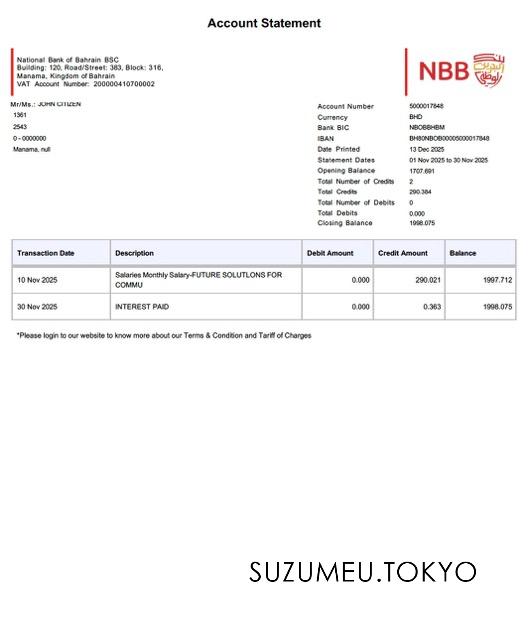 Account Statement
National Bank of Bahrain BSC
Building: 120, Road/Street: 383, Block: 316,
Manama, Kingdom of Bahrain
VAT Account Number: 200000410700002
NBB
Mr/Ms.: JOHN CITIZEN
1361
2543
0 - 0000000
Manama, null
Account Number 5000017848
Currency BHD
Bank BIC NBOBBHBM
IBAN BH80NBOB00005000017848
Date Printed 13 Dec 2025
Statement Dates 01 Nov 2025 to 30 Nov 2025
Opening Balance 1707.691
Total Number of Credits 2
Total Credits 290.384
Total Number of Debits 0
Total Debits 0.000
Closing Balance 1998.075
Transaction Date Description Debit Amount Credit Amount Balance
10 Nov 2025 Salaries Monthly Salary-FUTURE SOLUTLONS FOR 0.000 290.021 1997.712
COMMU
30 Nov 2025 INTEREST PAID 0.000 0.363 1998.075
*Please login to our website to know more about our Terms & Condition and Tariff of Charges
SUZUMEU.TOKYO